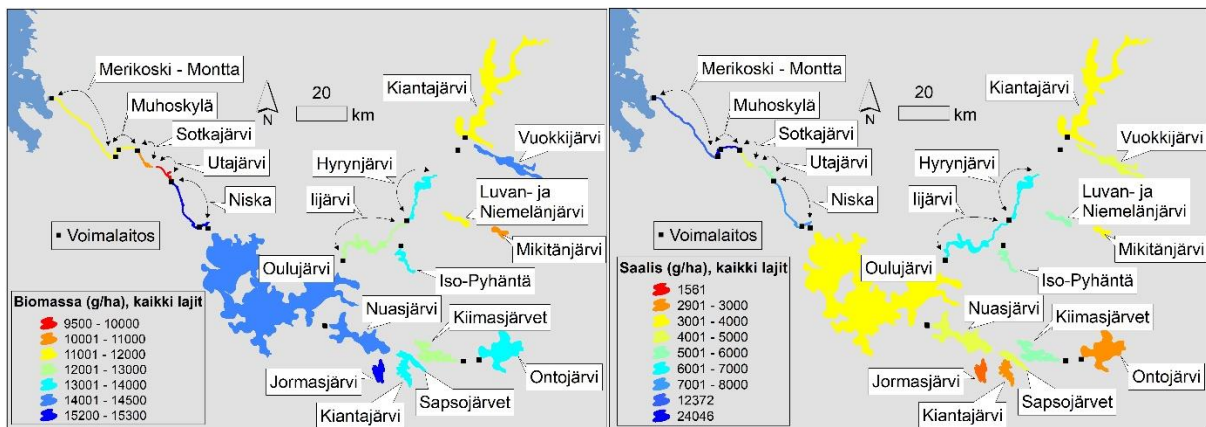 Merikoski - Montta
Muhoskylä
Sotkajärvi
Utajärvi
Niska
N
20
km
Kiantajärvi
Vuokkijärvi
Hyrynjärvi
Iijärvi
Luvan- ja
Niemelänjärvi
Mikitänjärvi
Voimalaitos
Oulujärvi
Iso-Pyhäntä
Nuasjärvi
Kiimasjärvet
Ontojärvi
Jormasjärvi
Kiantajärvi
Sapsojärvet
Biomassa (g/ha), kaikki lajit
9500 - 10000
10001 - 11000
11001 - 12000
12001 - 13000
13001 - 14000
14001 - 14500
15200 - 15300
Merikoski - Montta
Muhoskylä
Sotkajärvi
Utajärvi
Niska
N
20
km
Kiantajärvi
Vuokkijärvi
Hyrynjärvi
Iijärvi
Luvan- ja
Niemelänjärvi
Mikitänjärvi
Voimalaitos
Oulujärvi
Iso-Pyhäntä
Nuasjärvi
Kiimasjärvet
Ontojärvi
Jormasjärvi
Kiantajärvi
Sapsojärvet
Saalis (g/ha), kaikki lajit
1561
2901 - 3000
3001 - 4000
4001 - 5000
5001 - 6000
6001 - 7000
7001 - 8000
12372
24046